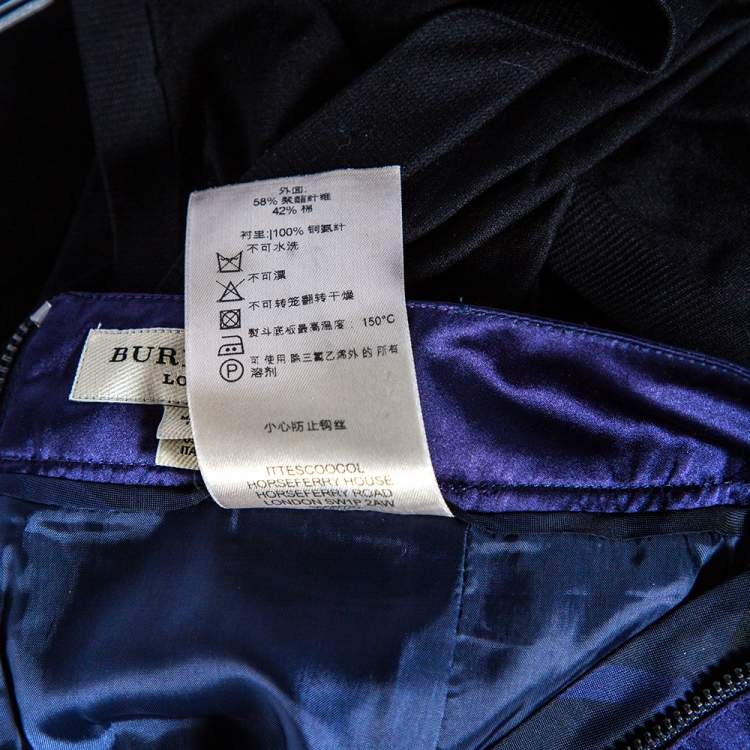 外面:
58% 聚酯纤维
42% 棉
衬里:|100% 铜氨纤
不可水洗
不可漂
不可转笼翻转干燥
熨斗底板最高温度: 150°C
可 使用 除三氯乙烯外 的 所有
溶剂
P
小心防止钩丝
ITTESCOOCOL
HORSEFERRY HOUSE
HORSEFERRY ROAD
LONDON SW1P 2AW
BUR
LO
ITA